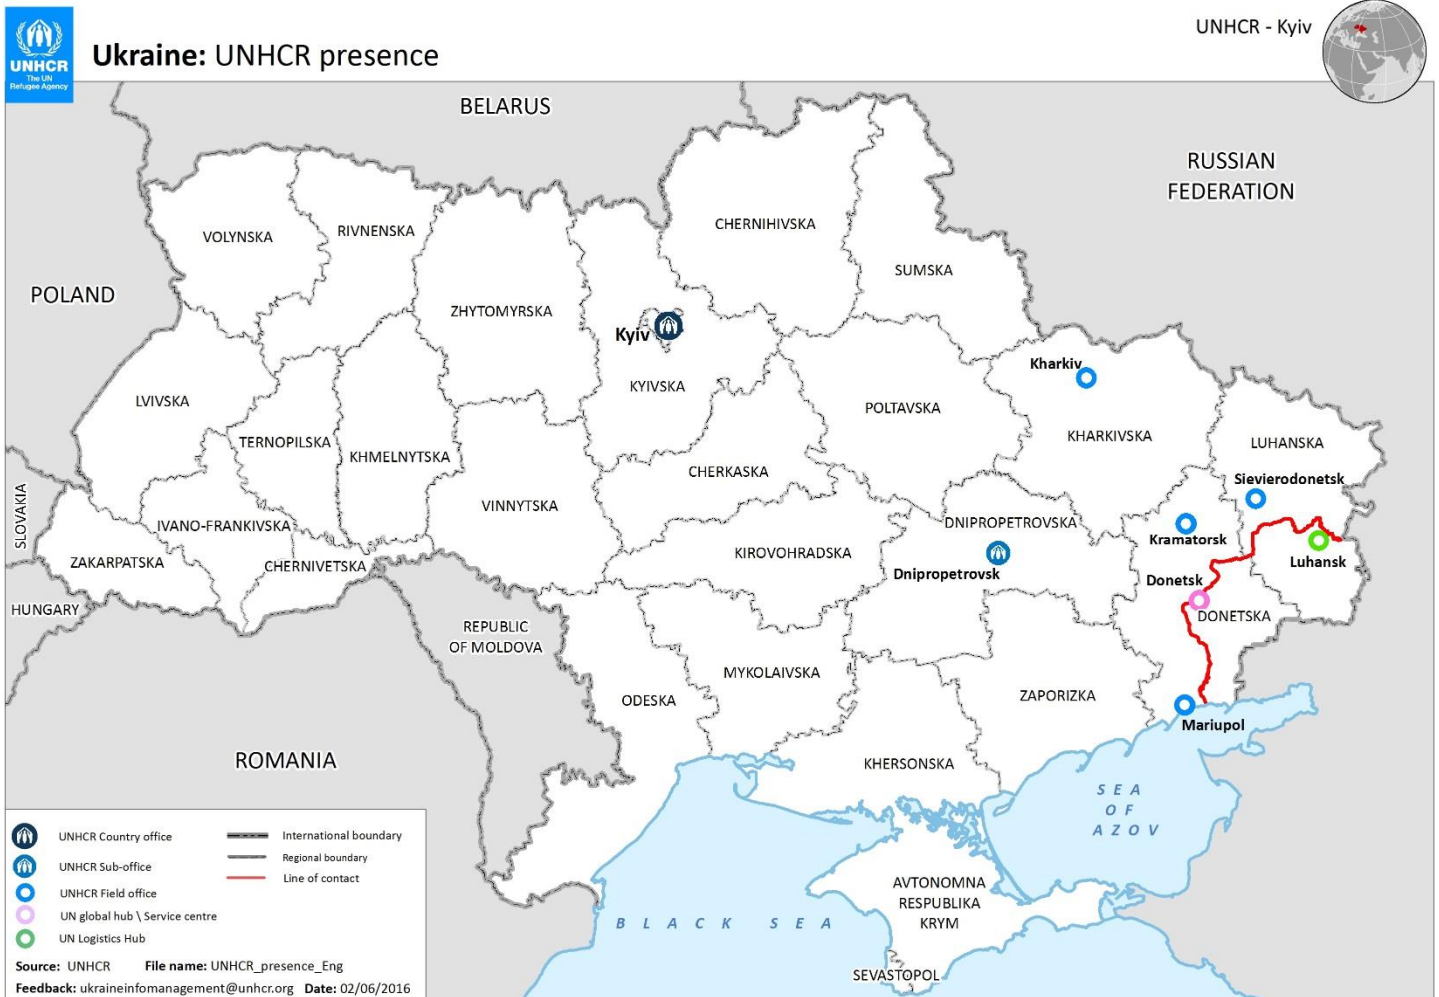 UNHCR
The UN
Refugee Agency
Ukraine: UNHCR presence
UNHCR - Kyiv
BELARUS
RUSSIAN
FEDERATION
POLAND
VOLYNSKA
RIVNENSKA
CHERNIHIVSKA
SUMSKA
ZHYTOMYRSKA
Kyiv
KYIVSKA
Kharkiv
LVIVSKA
POLTAVSKA
KHARKIVSKA
TERNOPILSKA
KHMELNYTSKA
LUHANSKA
CHERKASKA
Sievierodonetsk
VINNYTSKA
SLOVAKIA
IVANO-FRANKIVSKA
DNIPROPETROVSKA
Kramatorsk
ZAKARPATSKA
CHERNIVETSKA
KIROVOHRADSKA
Luhansk
Dnipropetrovsk
Donetsk
HUNGARY
DONETSKA
REPUBLIC
OF MOLDOVA
MYKOLAIVSKA
ODESKA
ZAPORIZKA
Mariupol
ROMANIA
KHERSONSKA
SEA
OF
AZOV
AVTONOMNA
RESPUBLIKA
KRYM
BLACK SEA
SEVASTOPOL
UNHCR Country office
International boundary
UNHCR Sub-office
Regional boundary
UNHCR Field office
Line of contact
UN global hub \ Service centre
UN Logistics Hub
Source: UNHCR File name: UNHCR_presence_Eng
Feedback: ukraineinfomanagement@unhcr.org Date: 02/06/2016